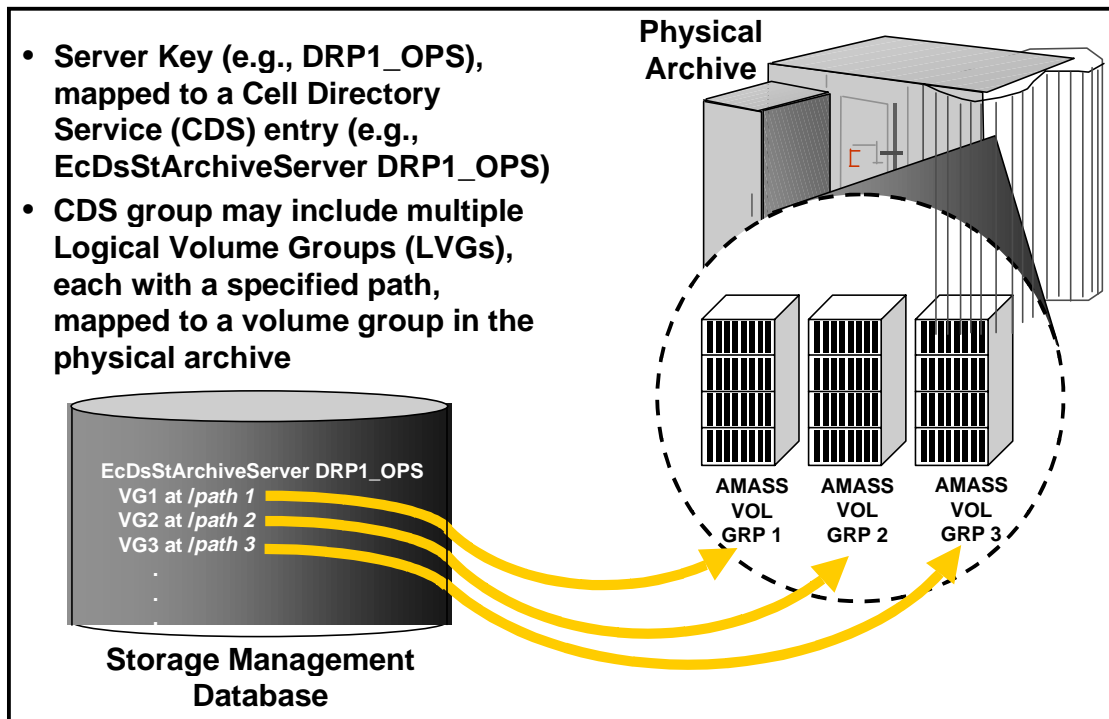 • Server Key (e.g., DRP1_OPS),
mapped to a Cell Directory
Service (CDS) entry (e.g.,
EcDsStArchiveServer DRP1_OPS)
• CDS group may include multiple
Logical Volume Groups (LVGs),
each with a specified path,
mapped to a volume group in the
physical archive
Physical
Archive
EcDsStArchiveServer DRP1_OPS
VG1 at /path 1
VG2 at /path 2
VG3 at /path 3
.
.
.
Storage Management
Database
AMASS
VOL
GRP 1
AMASS
VOL
GRP 2
AMASS
VOL
GRP 3